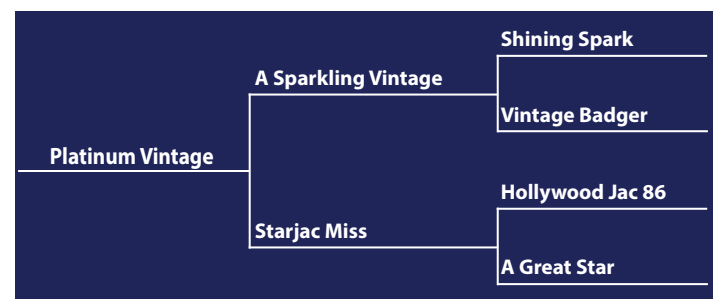 Shining Spark
A Sparkling Vintage
Vintage Badger
Platinum Vintage
Hollywood Jac 86
Starjac Miss
A Great Star